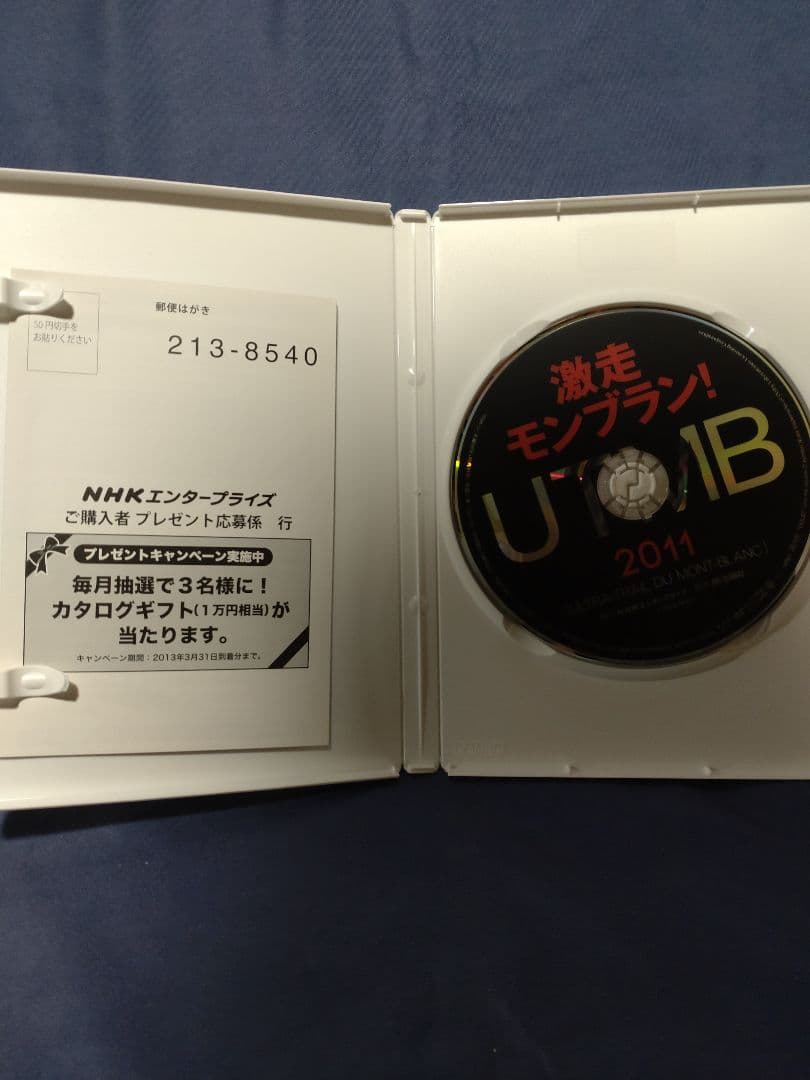 50円切手を
お貼りください
郵便はがき
213-8540
NHKエンタープライズ
ご購入者 プレゼント応募係 行
プレゼントキャンペーン実施中
毎月抽選で3名様に!
カタログギフト(1万円相当)が
当たります。
キャンペーン期間:2013年3月31日到着分まで。
激走
モンブラン!
UTMB
2011
DU MONT-BLANC)